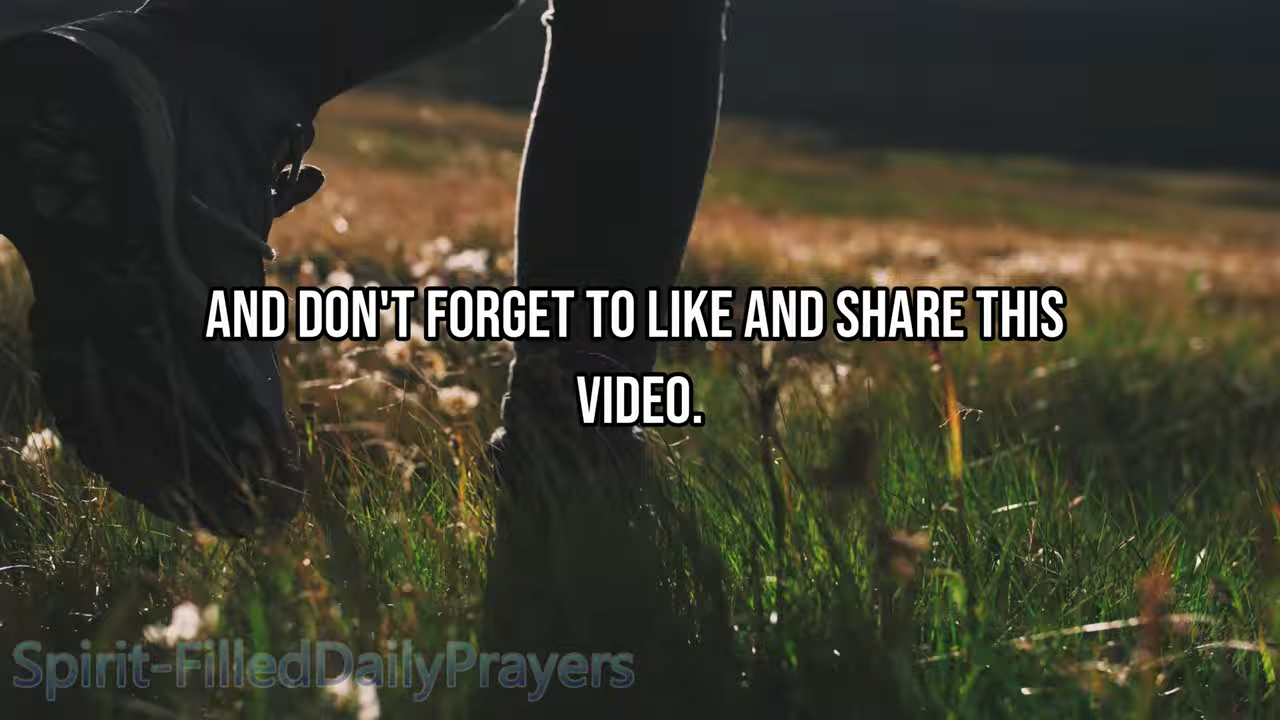 AND DON'T FORGET TO LIKE AND SHARE THIS
VIDEO.
Spirit-FilledDailyPrayers